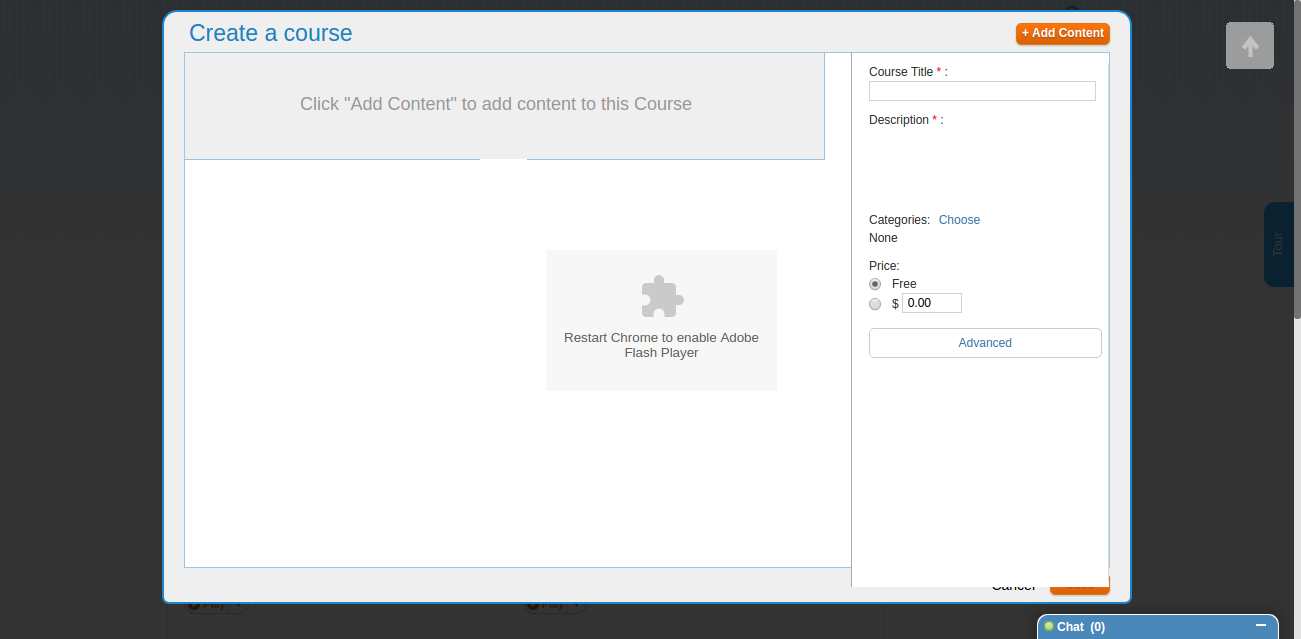 Create a course
+ Add Content
Click "Add Content" to add content to this Course
Course Title * :
Description * :
Categories: Choose
None
Price:
Free
$ 0.00
Advanced
Restart Chrome to enable Adobe
Flash Player
Tour
Cancel
Play
Play
Chat (0)